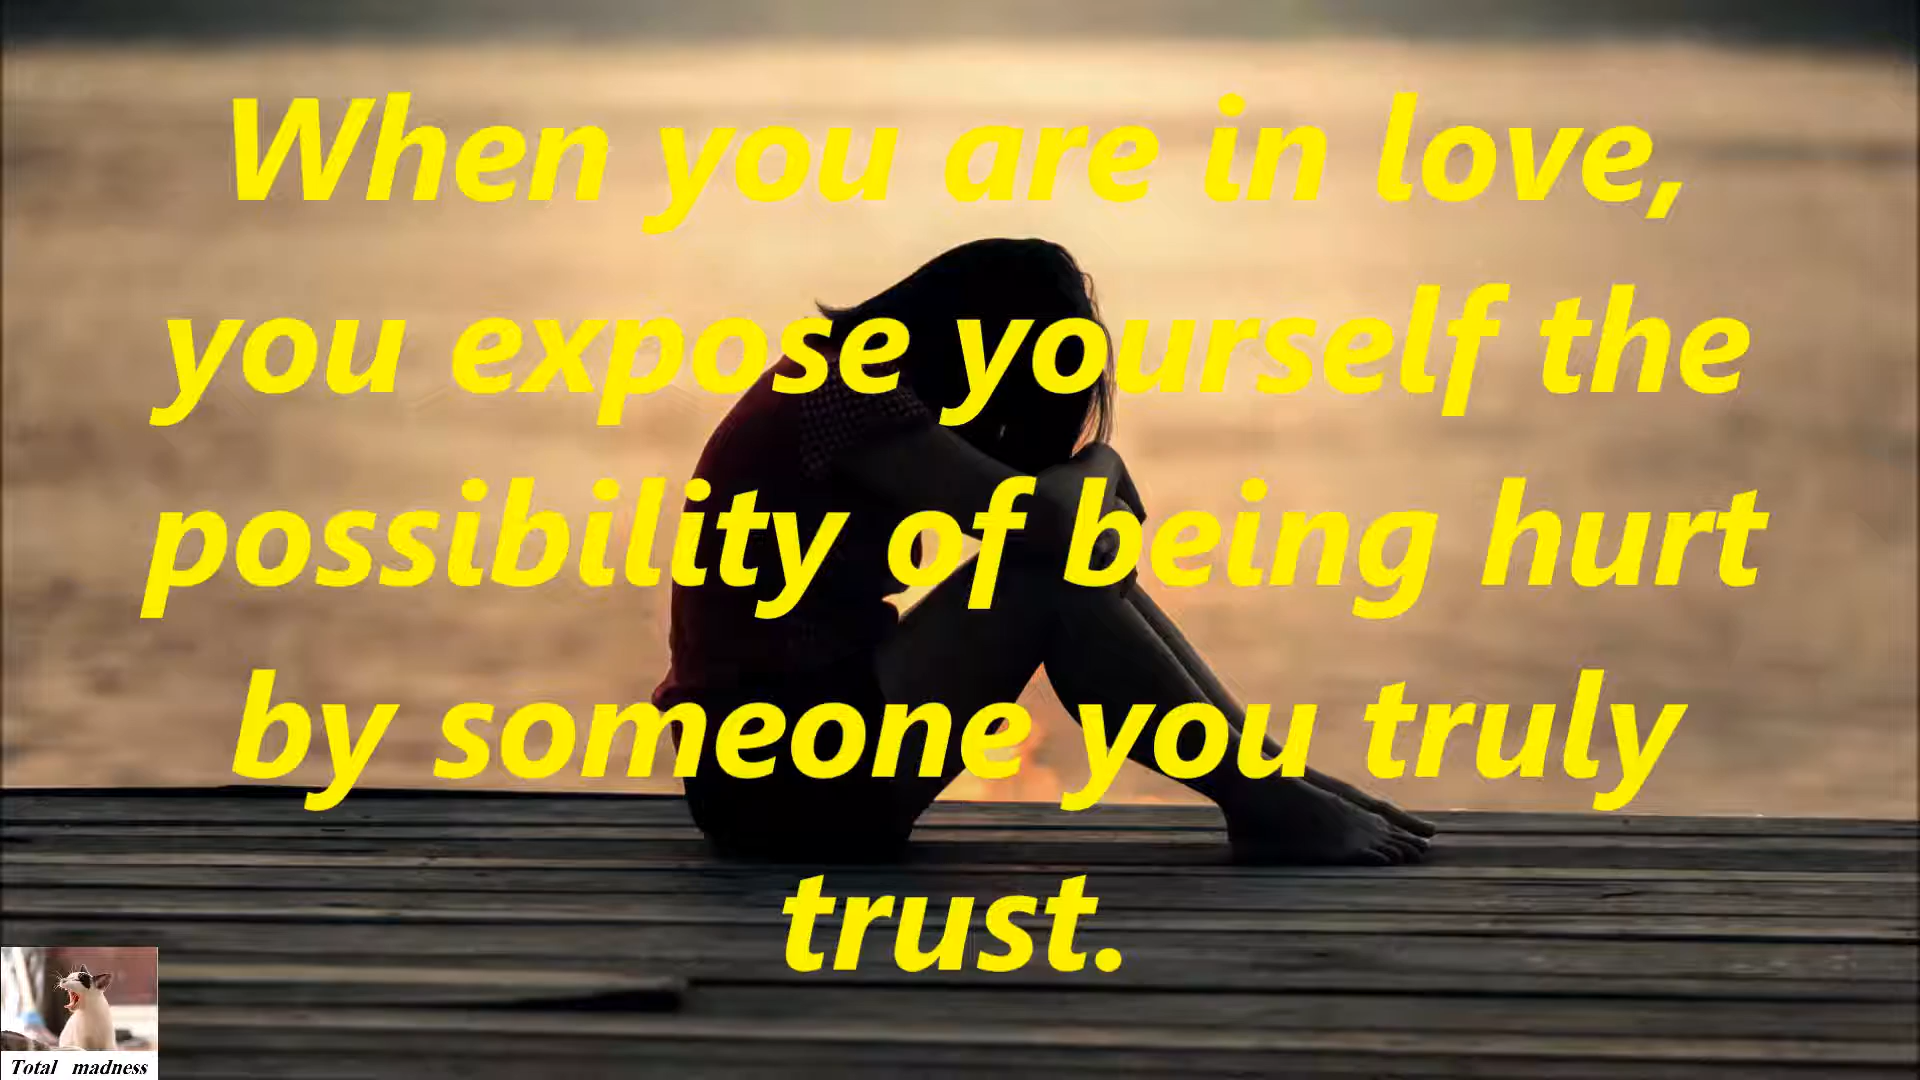 When you are in love,
you expose yourself the
possibility of being hurt
by someone you truly
trust.
Total madness